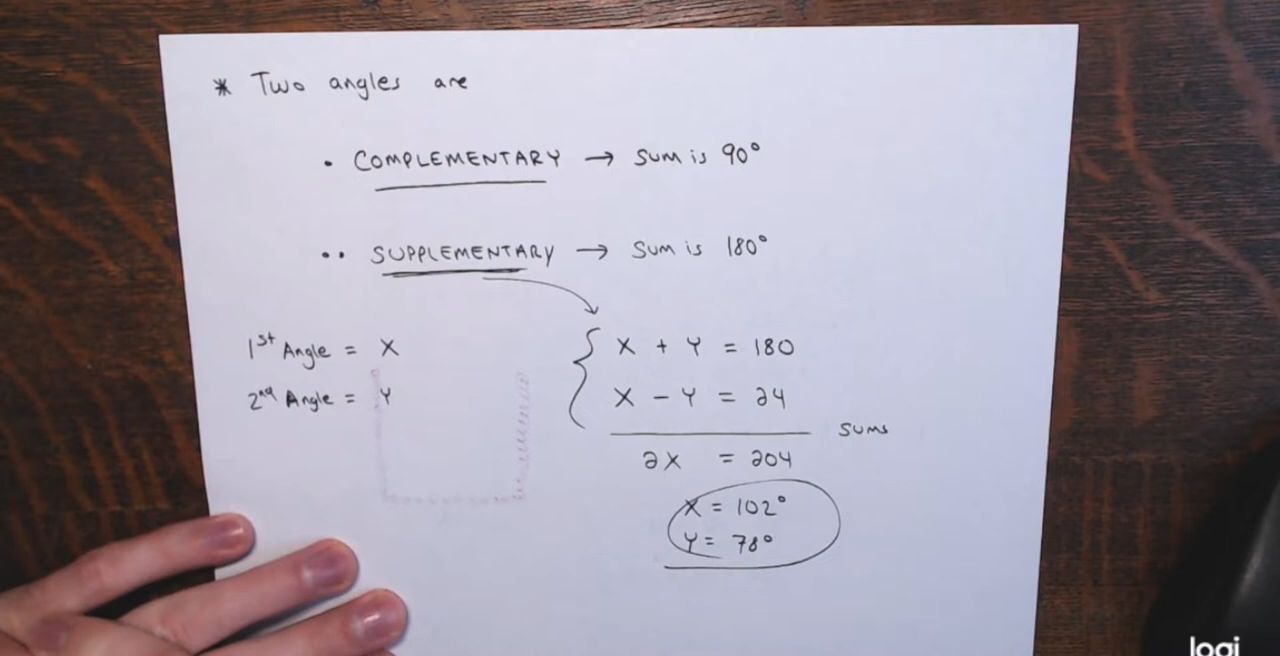 * Two angles are
• COMPLEMENTARY → SUM is 90°
•• SUPPLEMENTARY → SUM is 180°
1st Angle = X
2nd Angle = Y
X + Y = 180
X - Y = 24
SUMS
2X = 204
X = 102°
Y = 78°
logi